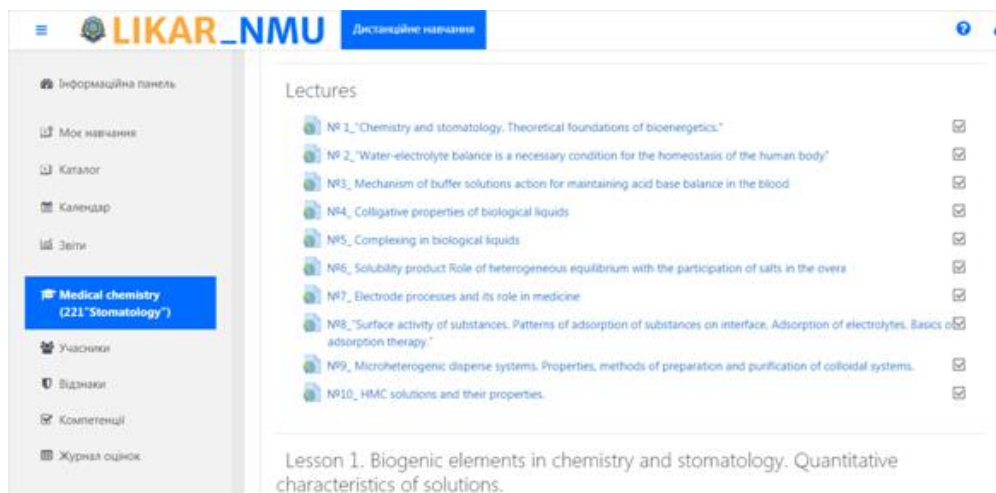 LIKAR_NMU
Дистанційне навчання
Інформаційна панель
Моє навчання
Каталог
Календар
Звіти
Medical chemistry
(221"Stomatology")
Учасники
Відзнаки
Компетенції
Журнал оцінок
Lectures
№ 1_"Chemistry and stomatology. Theoretical foundations of bioenergetics."
№ 2_"Water-electrolyte balance is a necessary condition for the homeostasis of the human body"
№3_ Mechanism of buffer solutions action for maintaining acid base balance in the blood
№4_ Colligative properties of biological liquids
№5_ Complexing in biological liquids
№6_ Solubility product Role of heterogeneous equilibrium with the participation of salts in the overa
№7_ Electrode processes and its role in medicine
№8_"Surface activity of substances. Patterns of adsorption of substances on interface. Adsorption of electrolytes. Basics o
adsorption therapy."
№9_ Microheterogenic disperse systems. Properties, methods of preparation and purification of colloidal systems.
№10_ HMC solutions and their properties.
Lesson 1. Biogenic elements in chemistry and stomatology. Quantitative
characteristics of solutions.